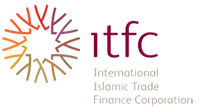 itfc
International
Islamic Trade
Finance Corporation